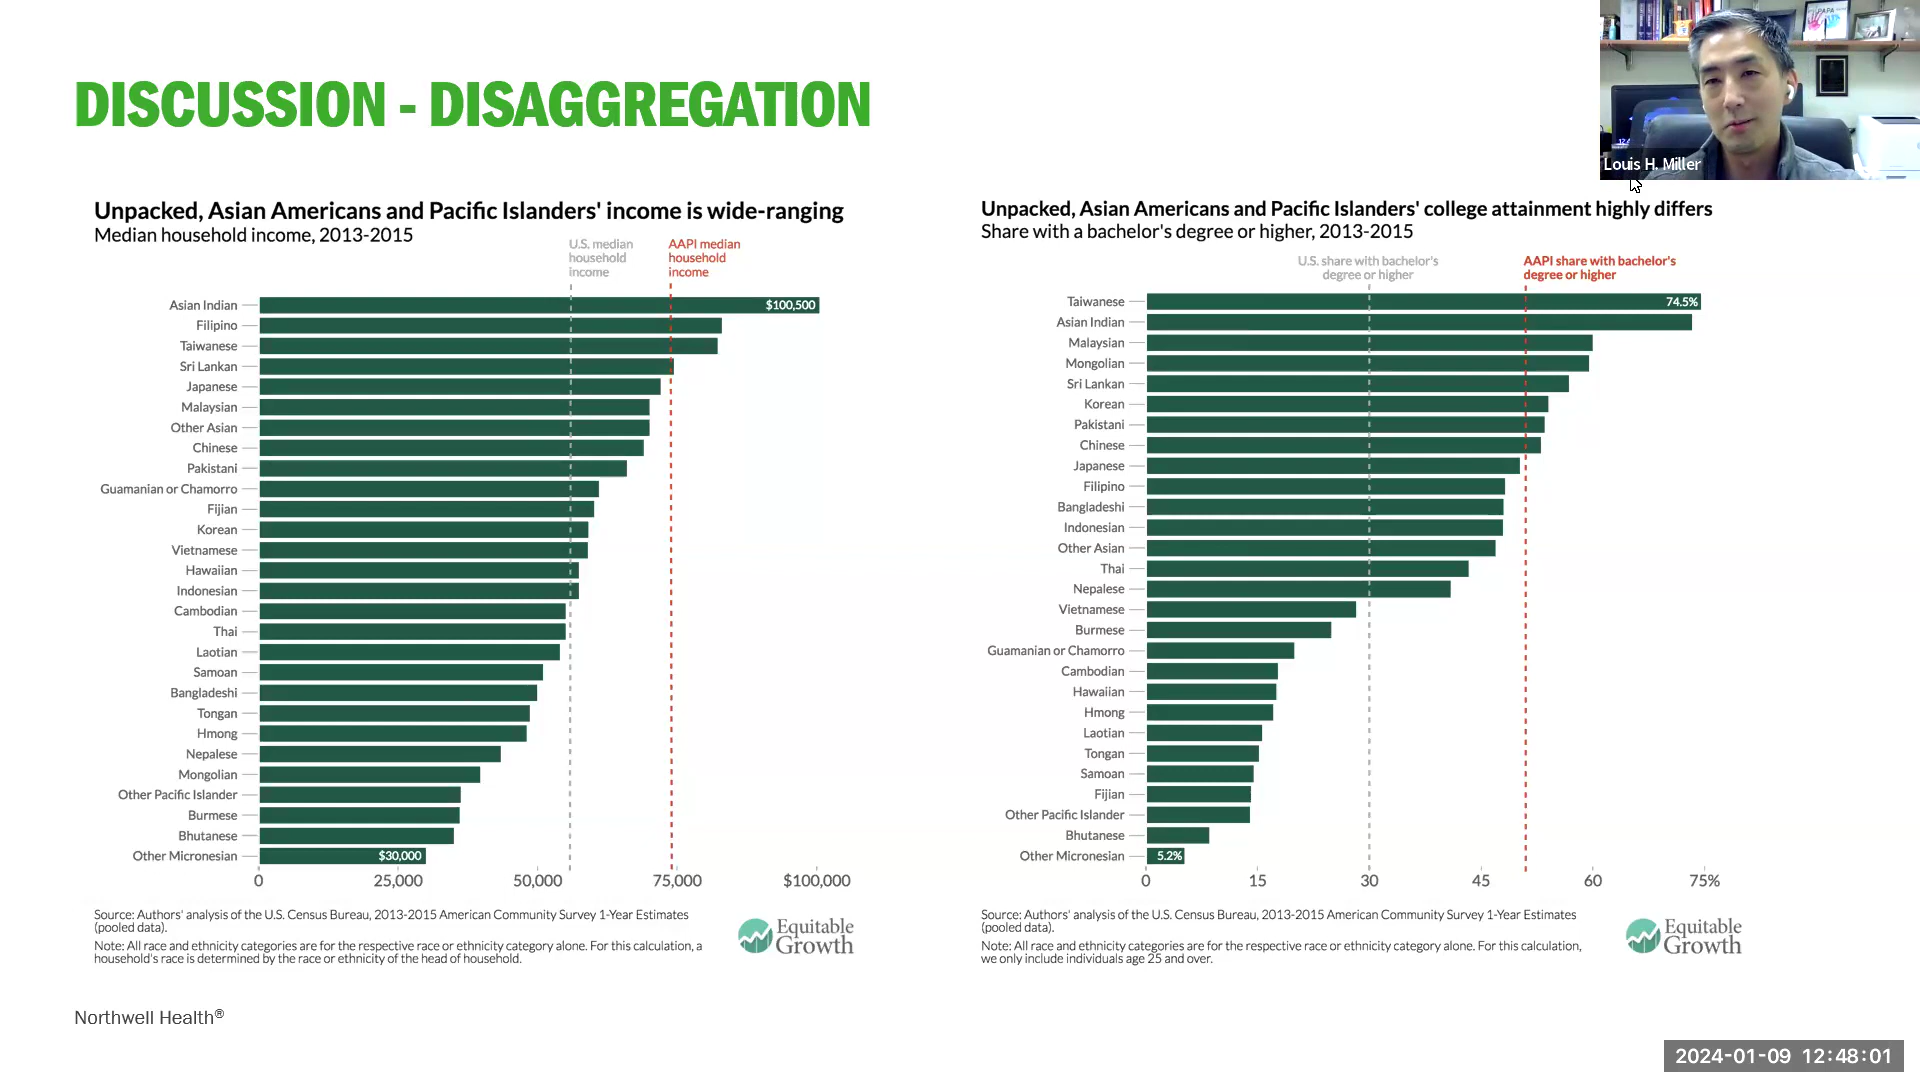 DISCUSSION - DISAGGREGATION
PAPA
Louis H. Miller
Unpacked, Asian Americans and Pacific Islanders' income is wide-ranging
Median household income, 2013-2015
U.S. median
household
income
AAPI median
household
income
Asian Indian
$100,500
Filipino
Taiwanese
Sri Lankan
Japanese
Malaysian
Other Asian
Chinese
Pakistani
Guamanian or Chamorro
Fijian
Korean
Vietnamese
Hawaiian
Indonesian
Cambodian
Thai
Laotian
Samoan
Bangladeshi
Tongan
Hmong
Nepalese
Mongolian
Other Pacific Islander
Burmese
Bhutanese
Other Micronesian
$30,000
0 25,000 50,000 75,000 $100,000
Source: Authors' analysis of the U.S. Census Bureau, 2013-2015 American Community Survey 1-Year Estimates
(pooled data).
Note: All race and ethnicity categories are for the respective race or ethnicity category alone. For this calculation, a
household's race is determined by the race or ethnicity of the head of household.
Equitable
Growth
Unpacked, Asian Americans and Pacific Islanders' college attainment highly differs
Share with a bachelor's degree or higher, 2013-2015
U.S. share with bachelor's
degree or higher
AAPI share with bachelor's
degree or higher
Taiwanese
74.5%
Asian Indian
Malaysian
Mongolian
Sri Lankan
Korean
Pakistani
Chinese
Japanese
Filipino
Bangladeshi
Indonesian
Other Asian
Thai
Nepalese
Vietnamese
Burmese
Guamanian or Chamorro
Cambodian
Hawaiian
Hmong
Laotian
Tongan
Samoan
Fijian
Other Pacific Islander
Bhutanese
Other Micronesian
5.2%
0 15 30 45 60 75%
Source: Authors' analysis of the U.S. Census Bureau, 2013-2015 American Community Survey 1-Year Estimates
(pooled data).
Note: All race and ethnicity categories are for the respective race or ethnicity category alone. For this calculation,
we only include individuals age 25 and over.
Equitable
Growth
Northwell Health®
2024-01-09 12:48:01